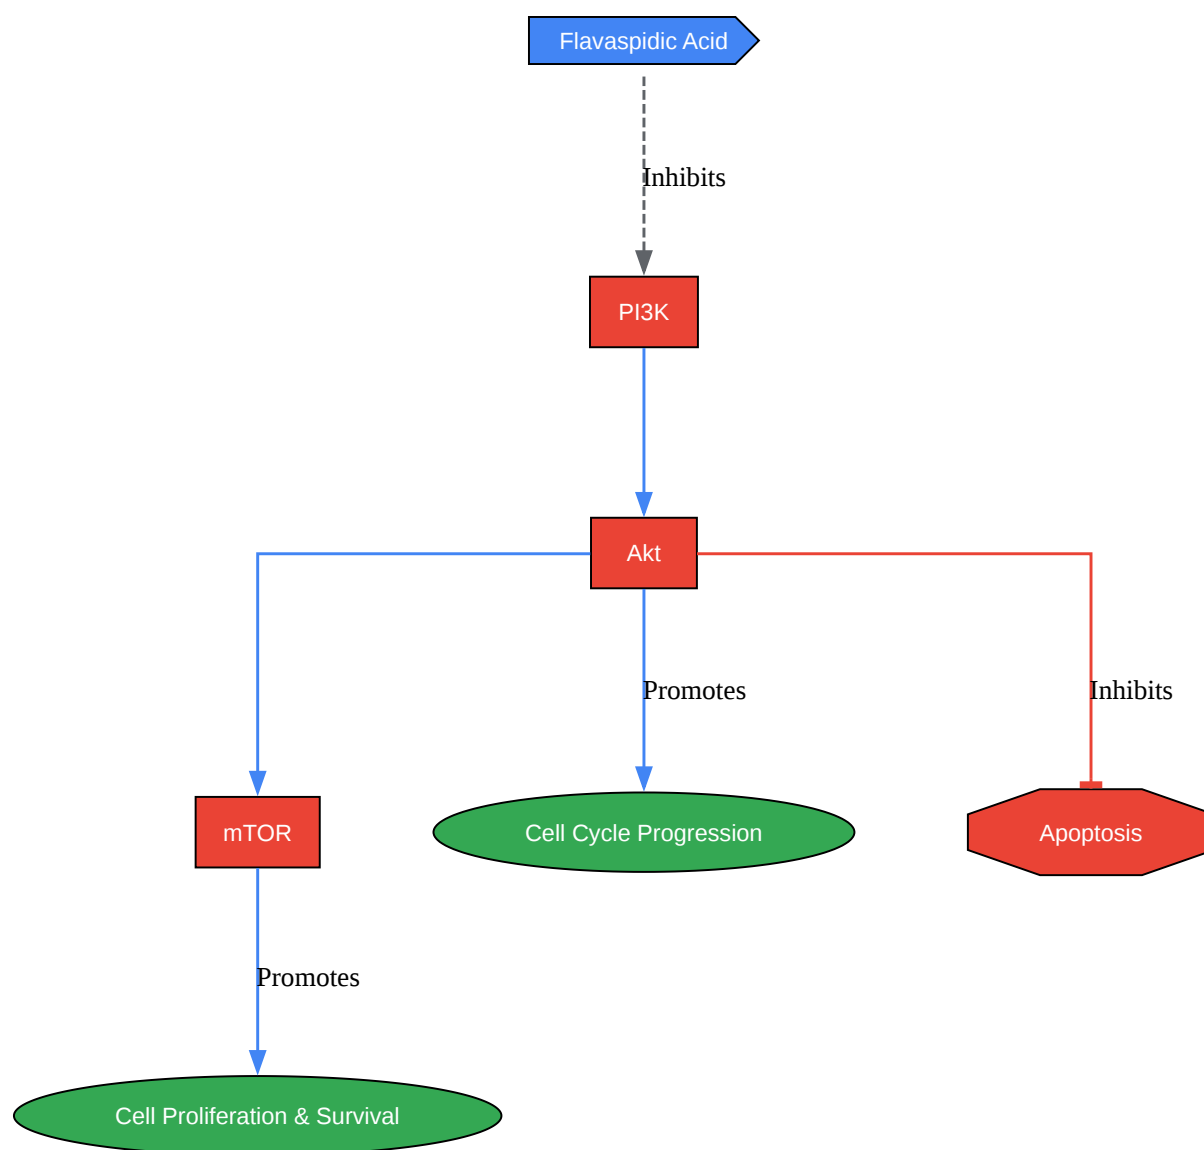 Flavaspidic Acid
Inhibits
PI3K
Akt
Promotes
Inhibits
mTOR
Cell Cycle Progression
Apoptosis
Promotes
Cell Proliferation & Survival